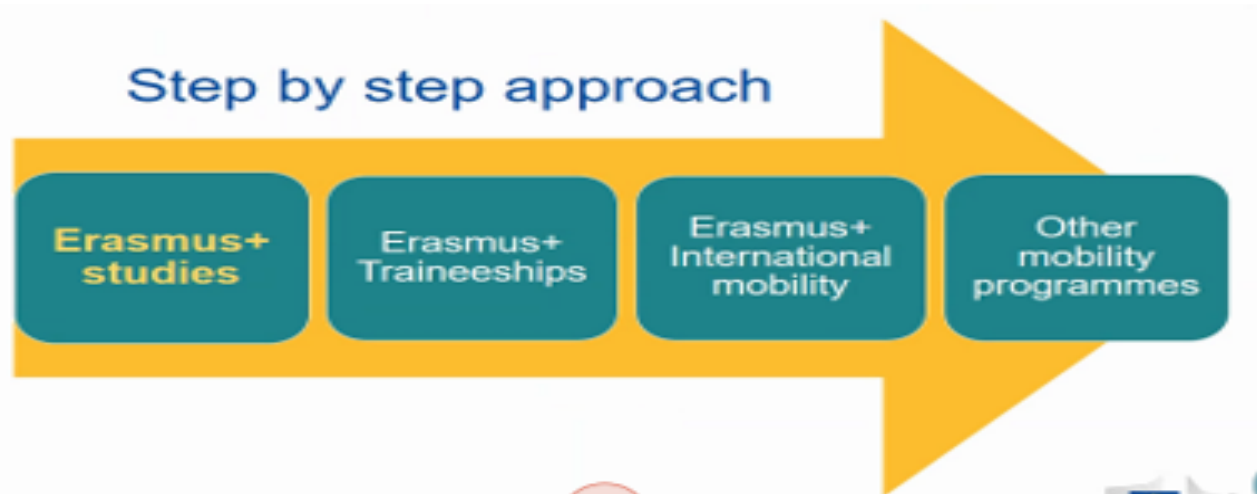 Step by step approach
Erasmus+
studies
Erasmus+
Traineeships
Erasmus+
International
mobility
Other
mobility
programmes